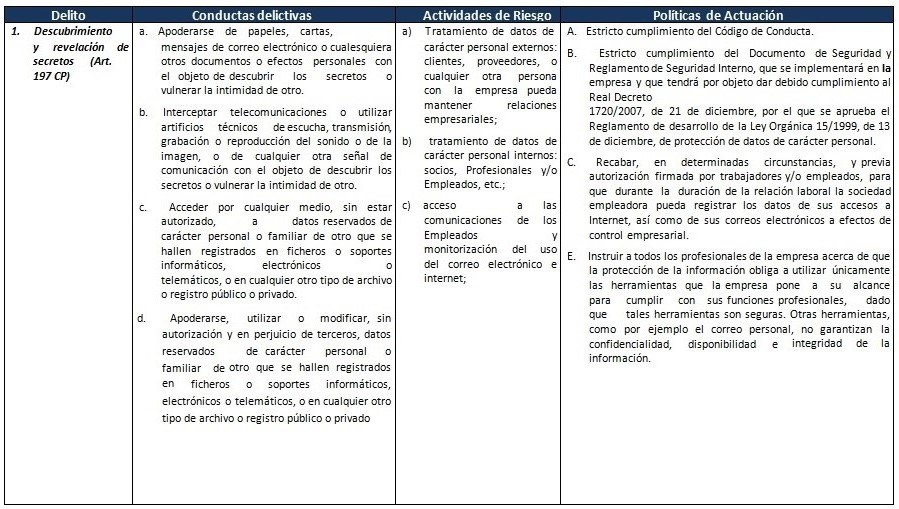 Delito
Conductas delictivas
Actividades de Riesgo
Políticas de Actuación
1. Descubrimiento
y revelación de
secretos (Art.
197 CP)
a. Apoderarse de papeles, cartas,
mensajes de correo electrónico o cualesquiera
otros documentos o efectos personales con
el objeto de descubrir los secretos o
vulnerar la intimidad de otro.
b. Interceptar telecomunicaciones o utilizar
artificios técnicos de escucha, transmisión,
grabación o reproducción del sonido o de la
imagen, o de cualquier otra señal de
comunicación con el objeto de descubrir los
secretos o vulnerar la intimidad de otro.
c. Acceder por cualquier medio, sin estar
autorizado, a datos reservados de
carácter personal o familiar de otro que se
hallen registrados en ficheros o soportes
informáticos, electrónicos o
telemáticos, o en cualquier otro tipo de archivo
o registro público o privado.
d. Apoderarse, utilizar o modificar, sin
autorización y en perjuicio de terceros, datos
reservados de carácter personal o
familiar de otro que se hallen registrados
en ficheros o soportes informáticos,
electrónicos o telemáticos, o en cualquier otro
tipo de archivo o registro público o privado
a) Tratamiento de datos de
carácter personal externos:
clientes, proveedores, o
cualquier otra persona
con la empresa pueda
mantener relaciones
empresariales;
b) tratamiento de datos de
carácter personal internos:
socios, Profesionales y/o
Empleados, etc.;
c) acceso a las
comunicaciones de los
Empleados y
monitorización del uso
del correo electrónico e
internet;
A. Estricto cumplimiento del Código de Conducta.
B. Estricto cumplimiento del Documento de Seguridad y
Reglamento de Seguridad Interno, que se implementará en la
empresa y que tendrá por objeto dar debido cumplimiento al
Real Decreto
1720/2007, de 21 de diciembre, por el que se aprueba el
Reglamento de desarrollo de la Ley Orgánica 15/1999, de 13
de diciembre, de protección de datos de carácter personal.
C. Recabar, en determinadas circunstancias, y previa
autorización firmada por trabajadores y/o empleados, para
que durante la duración de la relación laboral la sociedad
empleadora pueda registrar los datos de sus accesos a
Internet, así como de sus correos electrónicos a efectos de
control empresarial.
E. Instruir a todos los profesionales de la empresa acerca de que
la protección de la información obliga a utilizar únicamente
las herramientas que la empresa pone a su alcance
para cumplir con sus funciones profesionales, dado
que tales herramientas son seguras. Otras herramientas,
como por ejemplo el correo personal, no garantizan la
confidencialidad, disponibilidad e integridad de la
información.